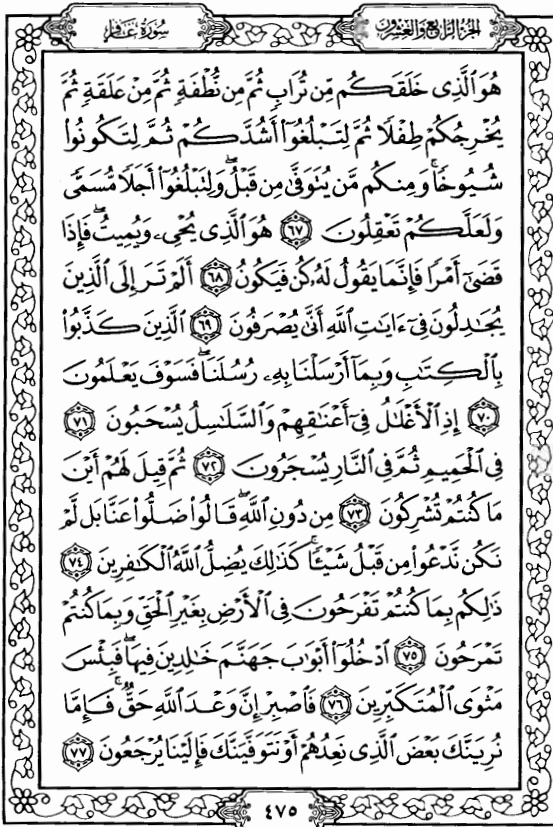 الجزء الرابع والعشرون
سورة غافر
هُوَ ٱلَّذِى خَلَقَكُم مِّن تُرَابٍ ثُمَّ مِن نُّطْفَةٍ ثُمَّ مِنْ عَلَقَةٍ ثُمَّ
يُخْرِجُكُمْ طِفْلًا ثُمَّ لِتَبْلُغُوٓا۟ أَشُدَّكُمْ ثُمَّ لِتَكُونُوا۟
شُيُوخًا ۚ وَمِنكُم مَّن يُتَوَفَّىٰ مِن قَبْلُ ۖ وَلِتَبْلُغُوٓا۟ أَجَلًا مُّسَمًّى
وَلَعَلَّكُمْ تَعْقِلُونَ ٦٧ هُوَ ٱلَّذِى يُحْىِۦ وَيُمِيتُ ۖ فَإِذَا
قَضَىٰٓ أَمْرًا فَإِنَّمَا يَقُولُ لَهُۥ كُن فَيَكُونُ ٦٨ أَلَمْ تَرَ إِلَى ٱلَّذِينَ
يُجَـٰدِلُونَ فِىٓ ءَايَـٰتِ ٱللَّهِ أَنَّىٰ يُصْرَفُونَ ٦٩ ٱلَّذِينَ كَذَّبُوا۟
بِٱلْكِتَـٰبِ وَبِمَآ أَرْسَلْنَا بِهِۦ رُسُلَنَا ۖ فَسَوْفَ يَعْلَمُونَ
٧٠ إِذِ ٱلْأَغْلَـٰلُ فِىٓ أَعْنَـٰقِهِمْ وَٱلسَّلَـٰسِلُ يُسْحَبُونَ ٧١
فِى ٱلْحَمِيمِ ثُمَّ فِى ٱلنَّارِ يُسْجَرُونَ ٧٢ ثُمَّ قِيلَ لَهُمْ أَيْنَ
مَا كُنتُمْ تُشْرِكُونَ ٧٣ مِن دُونِ ٱللَّهِ ۖ قَالُوا۟ ضَلُّوا۟ عَنَّا بَل لَّمْ
نَكُن نَّدْعُوا۟ مِن قَبْلُ شَيْـًٔا ۚ كَذَٰلِكَ يُضِلُّ ٱللَّهُ ٱلْكَـٰفِرِينَ ٧٤
ذَٰلِكُم بِمَا كُنتُمْ تَفْرَحُونَ فِى ٱلْأَرْضِ بِغَيْرِ ٱلْحَقِّ وَبِمَا كُنتُمْ
تَمْرَحُونَ ٧٥ ٱدْخُلُوٓا۟ أَبْوَٰبَ جَهَنَّمَ خَـٰلِدِينَ فِيهَا ۖ فَبِئْسَ
مَثْوَى ٱلْمُتَكَبِّرِينَ ٧٦ فَٱصْبِرْ إِنَّ وَعْدَ ٱللَّهِ حَقٌّ ۚ فَإِمَّا
نُرِيَنَّكَ بَعْضَ ٱلَّذِى نَعِدُهُمْ أَوْ نَتَوَفَّيَنَّكَ فَإِلَيْنَا يُرْجَعُونَ ٧٧
٤٧٥